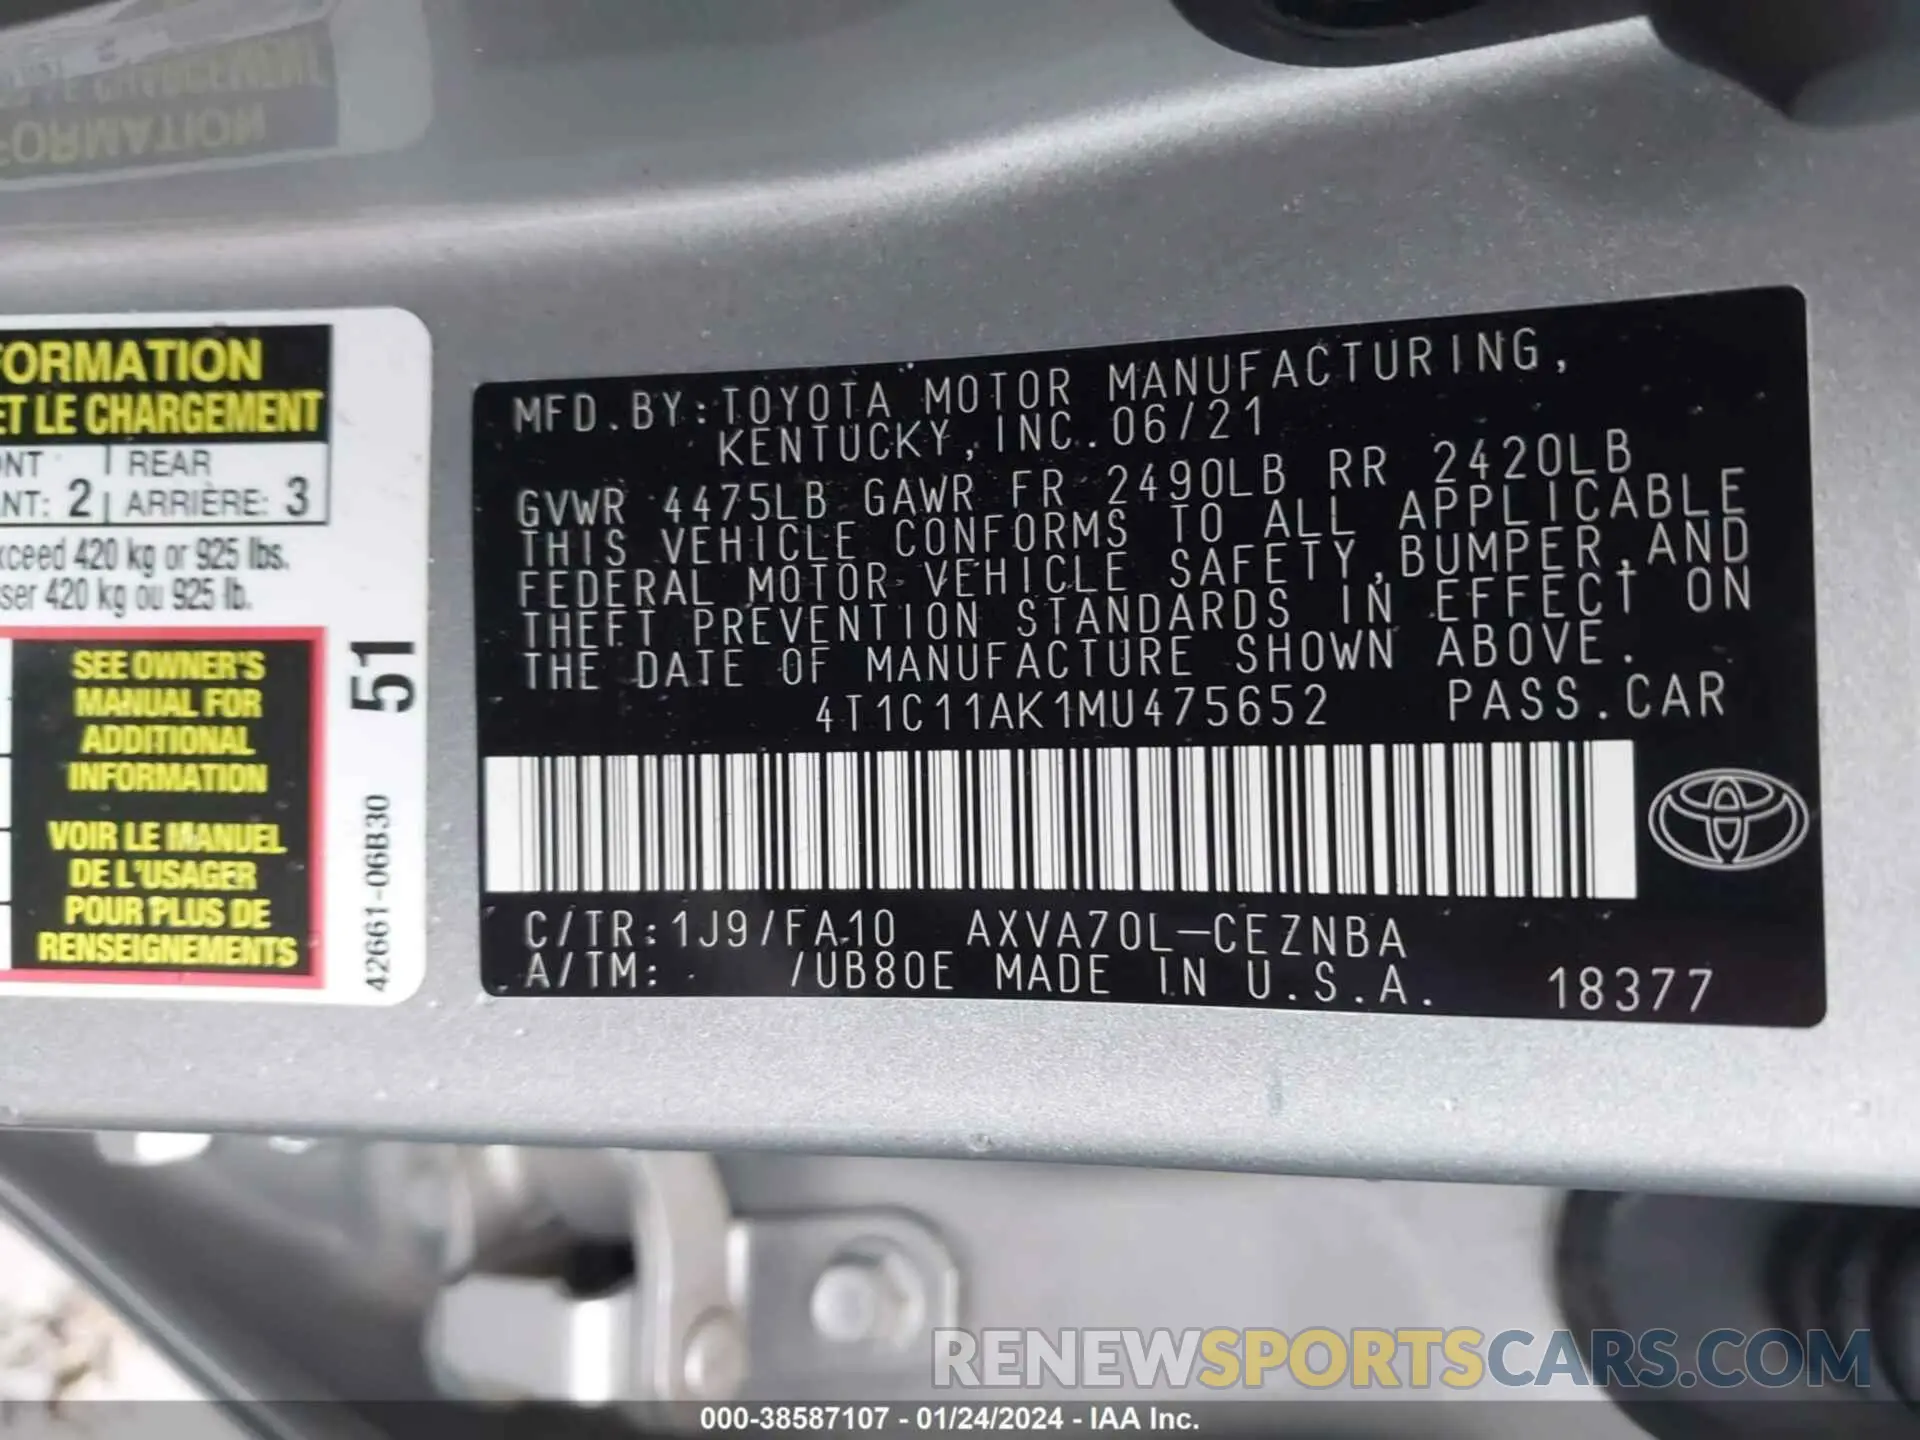 FORMATION
ET LE CHARGEMENT
REAR
2 ARRIÈRE: 3
xceed 420 kg or 925 lbs.
ser 420 kg ou 925 lb.
SEE OWNER'S
MANUAL FOR
ADDITIONAL
INFORMATION
VOIR LE MANUEL
DE L'USAGER
POUR PLUS DE
RENSEIGNEMENTS
51
42661-06B30
MFD.BY:TOYOTA MOTOR MANUFACTURING,
KENTUCKY,INC.06/21
GVWR 4475LB GAWR FR 2490LB RR 2420LB
THIS VEHICLE CONFORMS TO ALL APPLICABLE
FEDERAL MOTOR VEHICLE SAFETY,BUMPER,AND
THEFT PREVENTION STANDARDS IN EFFECT ON
THE DATE OF MANUFACTURE SHOWN ABOVE.
4T1C11AK1MU475652 PASS.CAR
C/TR:1J9/FA10 AXVA70L-CEZNBA
A/TM: /UB80E MADE IN U.S.A. 18377
RENEWSPORTSCARS.COM
000-38587107 - 01/24/2024 - IAA Inc.